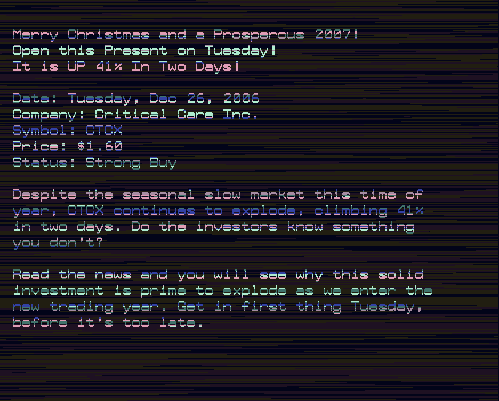 Merry Christmas and a Prosperous 2007!
Open this Present on Tuesday!
It is UP 41% In Two Days!
Date: Tuesday, Dec 26, 2006
Company: Critical Care Inc.
Symbol: CTCX
Price: $1.60
Status: Strong Buy
Despite the seasonal slow market this time of
year, CTCX continues to explode, climbing 41%
in two days. Do the investors know something
you don't?
Read the news and you will see why this solid
investment is prime to explode as we enter the
new trading year. Get in first thing Tuesday,
before it's too late.